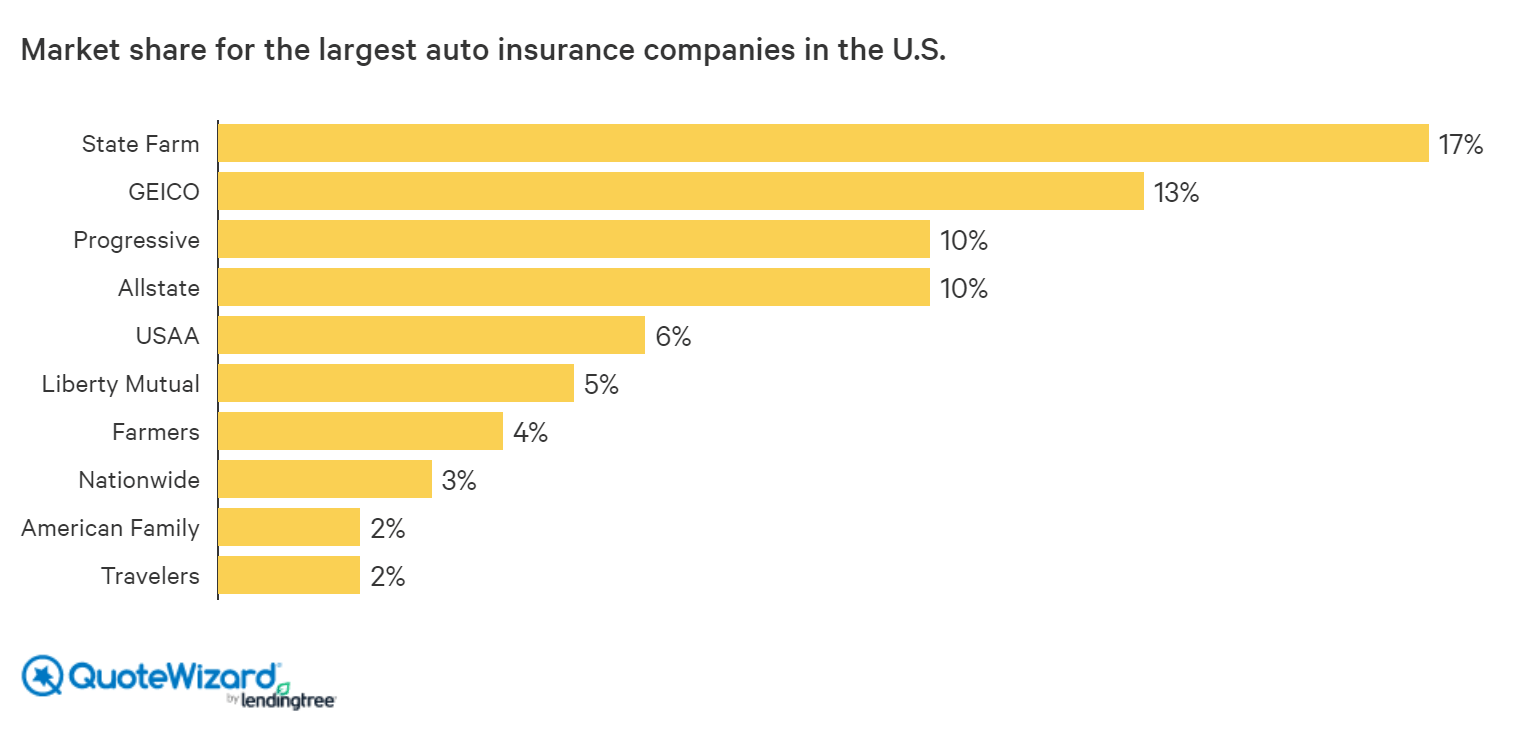 Market share for the largest auto insurance companies in the U.S.
State Farm 17%
GEICO 13%
Progressive 10%
Allstate 10%
USAA 6%
Liberty Mutual 5%
Farmers 4%
Nationwide 3%
American Family 2%
Travelers 2%
QuoteWizard
by lendingtree